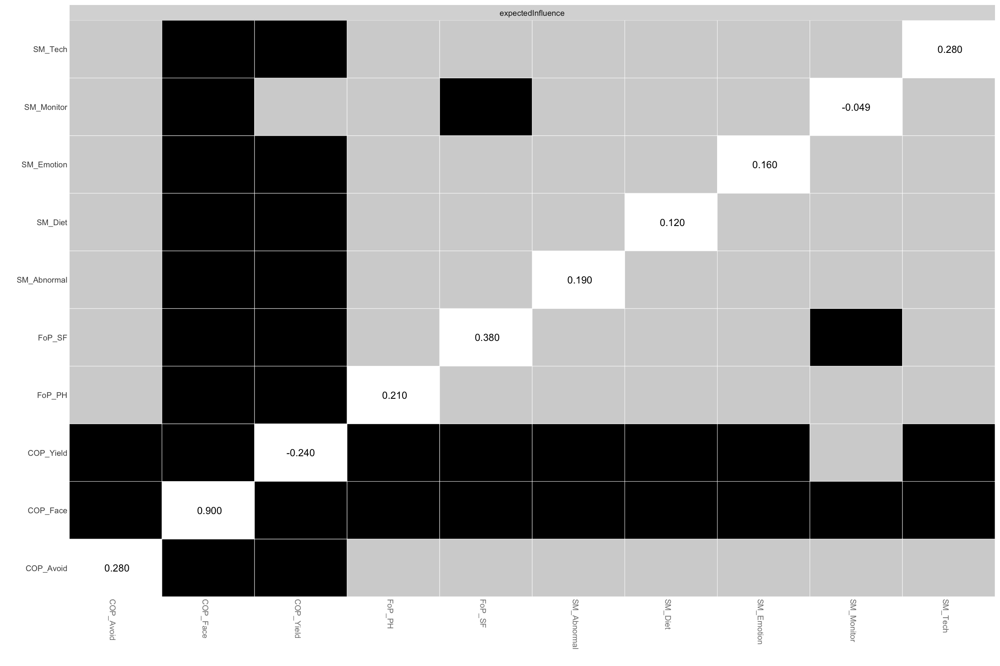 expectedInfluence
SM_Tech
0.280
SM_Monitor
-0.049
SM_Emotion
0.160
SM_Diet
0.120
SM_Abnormal
0.190
FoP_SF
0.380
FoP_PH
0.210
COP_Yield
-0.240
COP_Face
0.900
COP_Avoid
0.280
COP_Avoid
COP_Face
COP_Yield
FoP_PH
FoP_SF
SM_Abnormal
SM_Diet
SM_Emotion
SM_Monitor
SM_Tech